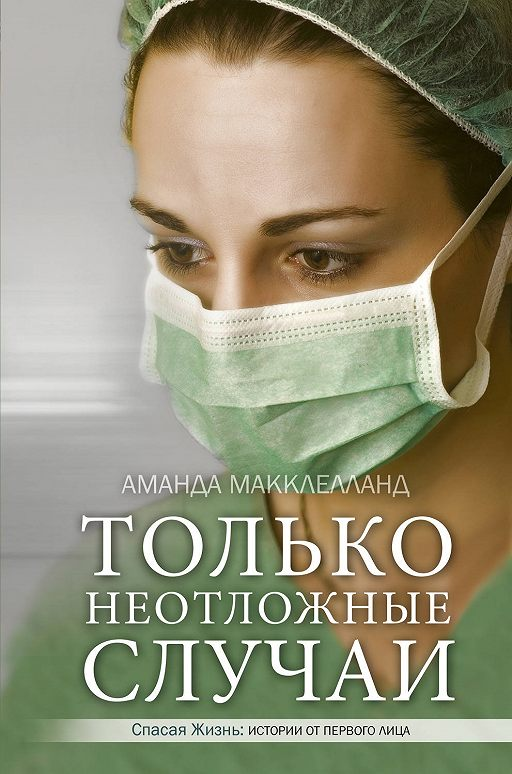 АМАНДА МАККЛЕЛЛАНД
ТОЛЬКО
НЕОТЛОЖНЫЕ
СЛУЧАИ
Спасая Жизнь: ИСТОРИИ ОТ ПЕРВОГО ЛИЦА